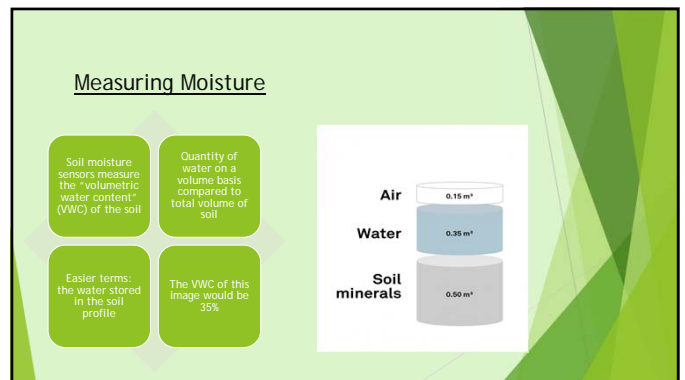 Measuring Moisture
Soil moisture
sensors measure
the "volumetric
water content"
(VWC) of the soil
Quantity of
water on a
volume basis
compared to
total volume of
soil
Easier terms:
the water stored
in the soil
profile
The VWC of this
image would be
35%
Air
0.15 m³
Water
0.35 m³
Soil
minerals
0.50 m³